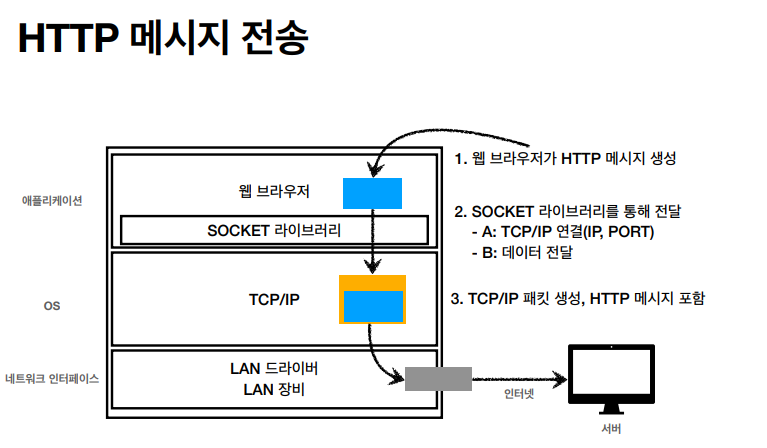 HTTP 메시지 전송
1. 웹 브라우저가 HTTP 메시지 생성
웹 브라우저
애플리케이션
SOCKET 라이브러리
2. SOCKET 라이브러리를 통해 전달
- A: TCP/IP 연결(IP, PORT)
- B: 데이터 전달
OS
TCP/IP
3. TCP/IP 패킷 생성, HTTP 메시지 포함
네트워크 인터페이스
LAN 드라이버
LAN 장비
인터넷
서버